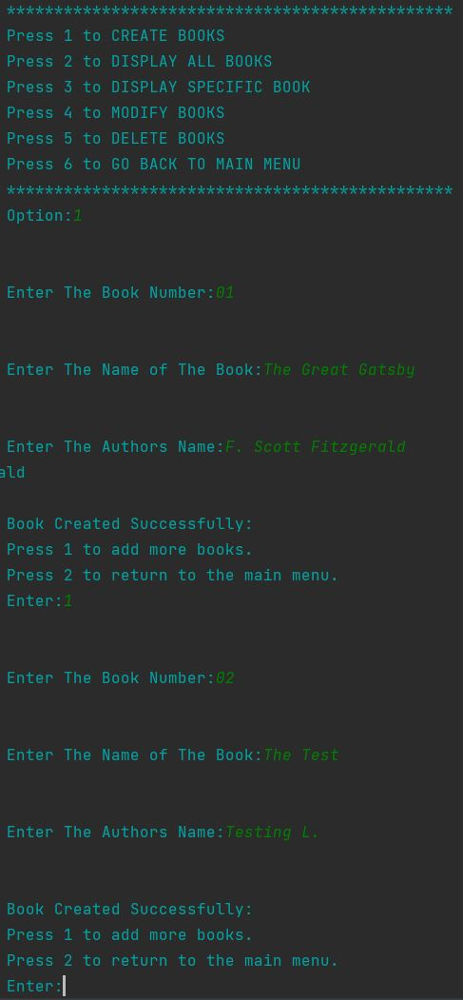 ***********************************************
Press 1 to CREATE BOOKS
Press 2 to DISPLAY ALL BOOKS
Press 3 to DISPLAY SPECIFIC BOOK
Press 4 to MODIFY BOOKS
Press 5 to DELETE BOOKS
Press 6 to GO BACK TO MAIN MENU
***********************************************
Option:1
Enter The Book Number:01
Enter The Name of The Book:The Great Gatsby
Enter The Authors Name:F. Scott Fitzgerald
ald
Book Created Successfully:
Press 1 to add more books.
Press 2 to return to the main menu.
Enter:1
Enter The Book Number:02
Enter The Name of The Book:The Test
Enter The Authors Name:Testing L.
Book Created Successfully:
Press 1 to add more books.
Press 2 to return to the main menu.
Enter: